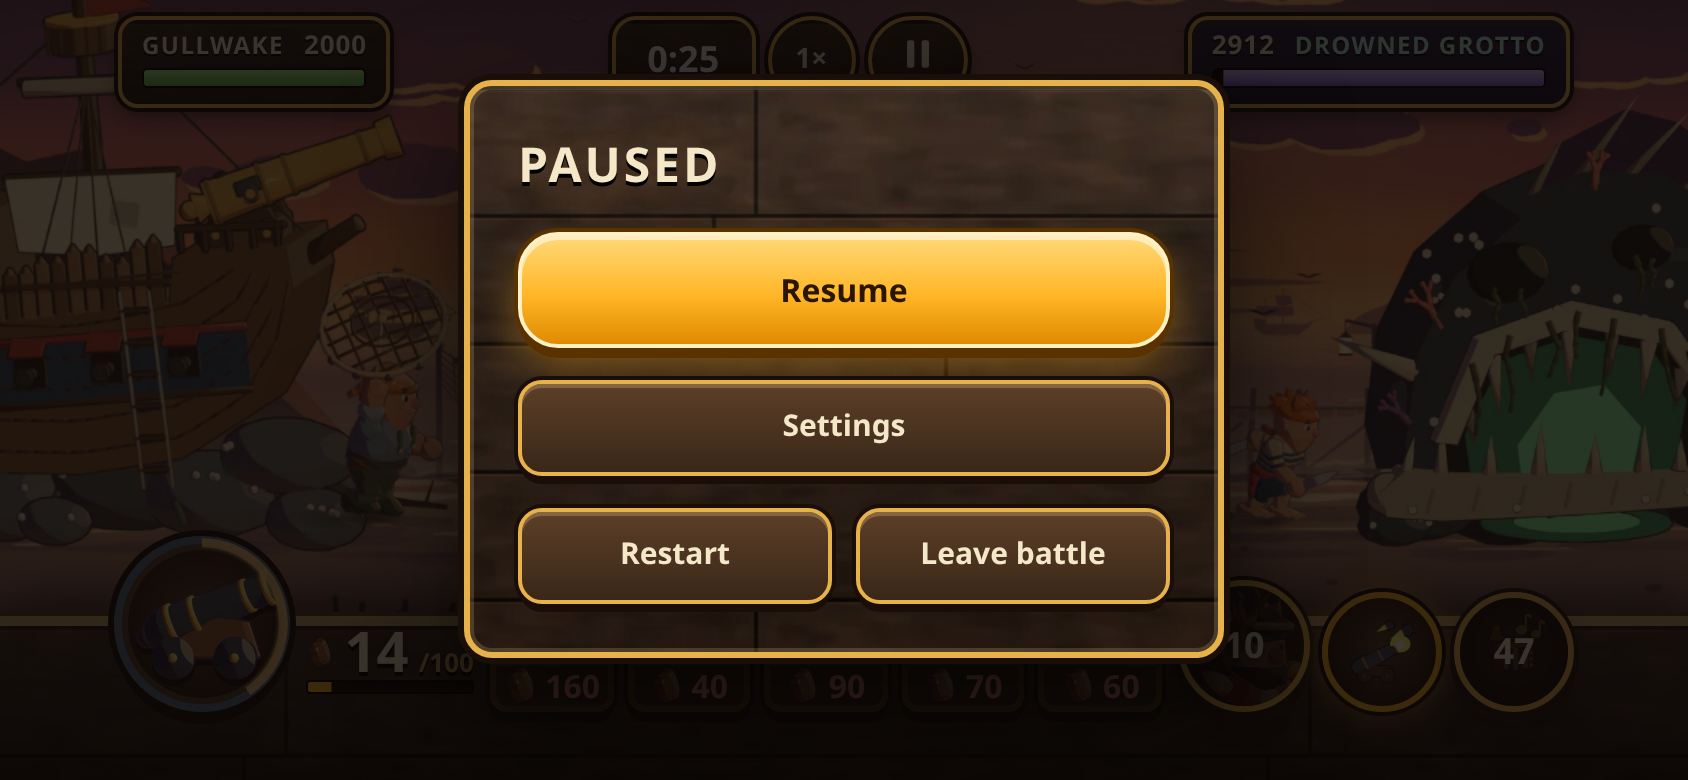 GULLWAKE 2000
0:25
1×
2912 DROWNED GROTTO
PAUSED
Resume
Settings
Restart
Leave battle
14 /100
160
40
90
70
60
10
47